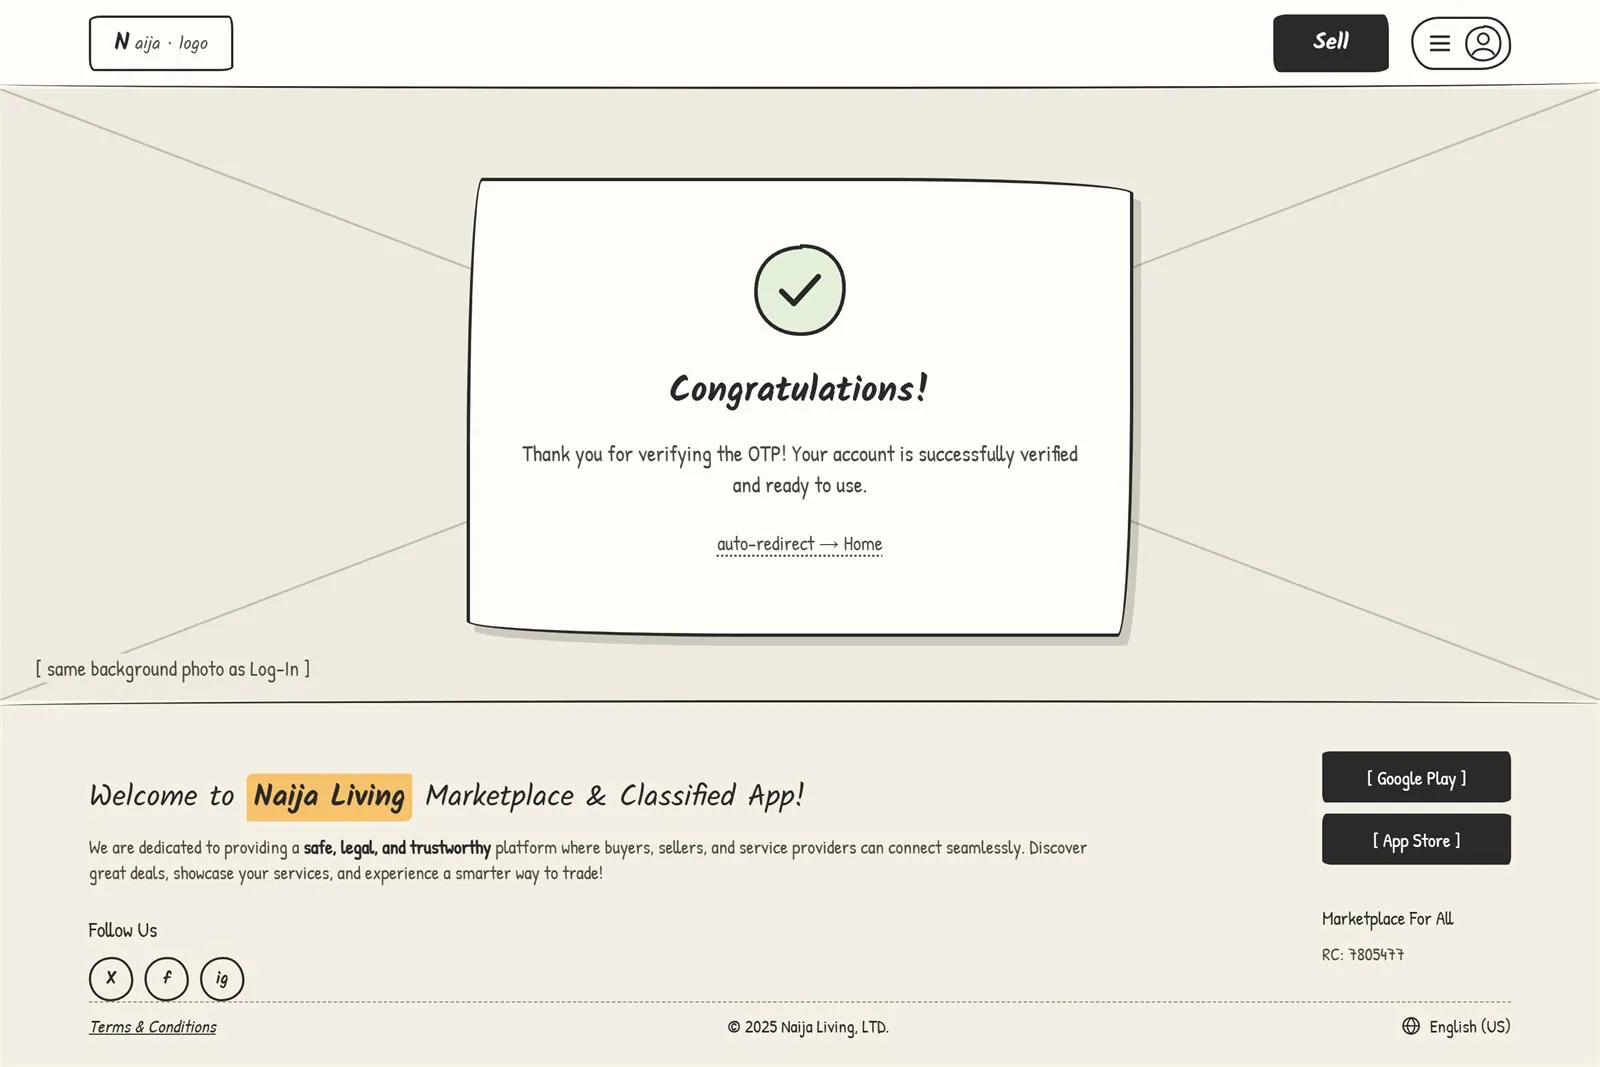 Naija · logo
Sell
Congratulations!
Thank you for verifying the OTP! Your account is successfully verified
and ready to use.
auto-redirect → Home
[ same background photo as Log-In ]
Welcome to Naija Living Marketplace & Classified App!
We are dedicated to providing a safe, legal, and trustworthy platform where buyers, sellers, and service providers can connect seamlessly. Discover
great deals, showcase your services, and experience a smarter way to trade!
[ Google Play ]
[ App Store ]
Follow Us
X f ig
Marketplace For All
RC: 7805477
Terms & Conditions
© 2025 Naija Living, LTD.
English (US)